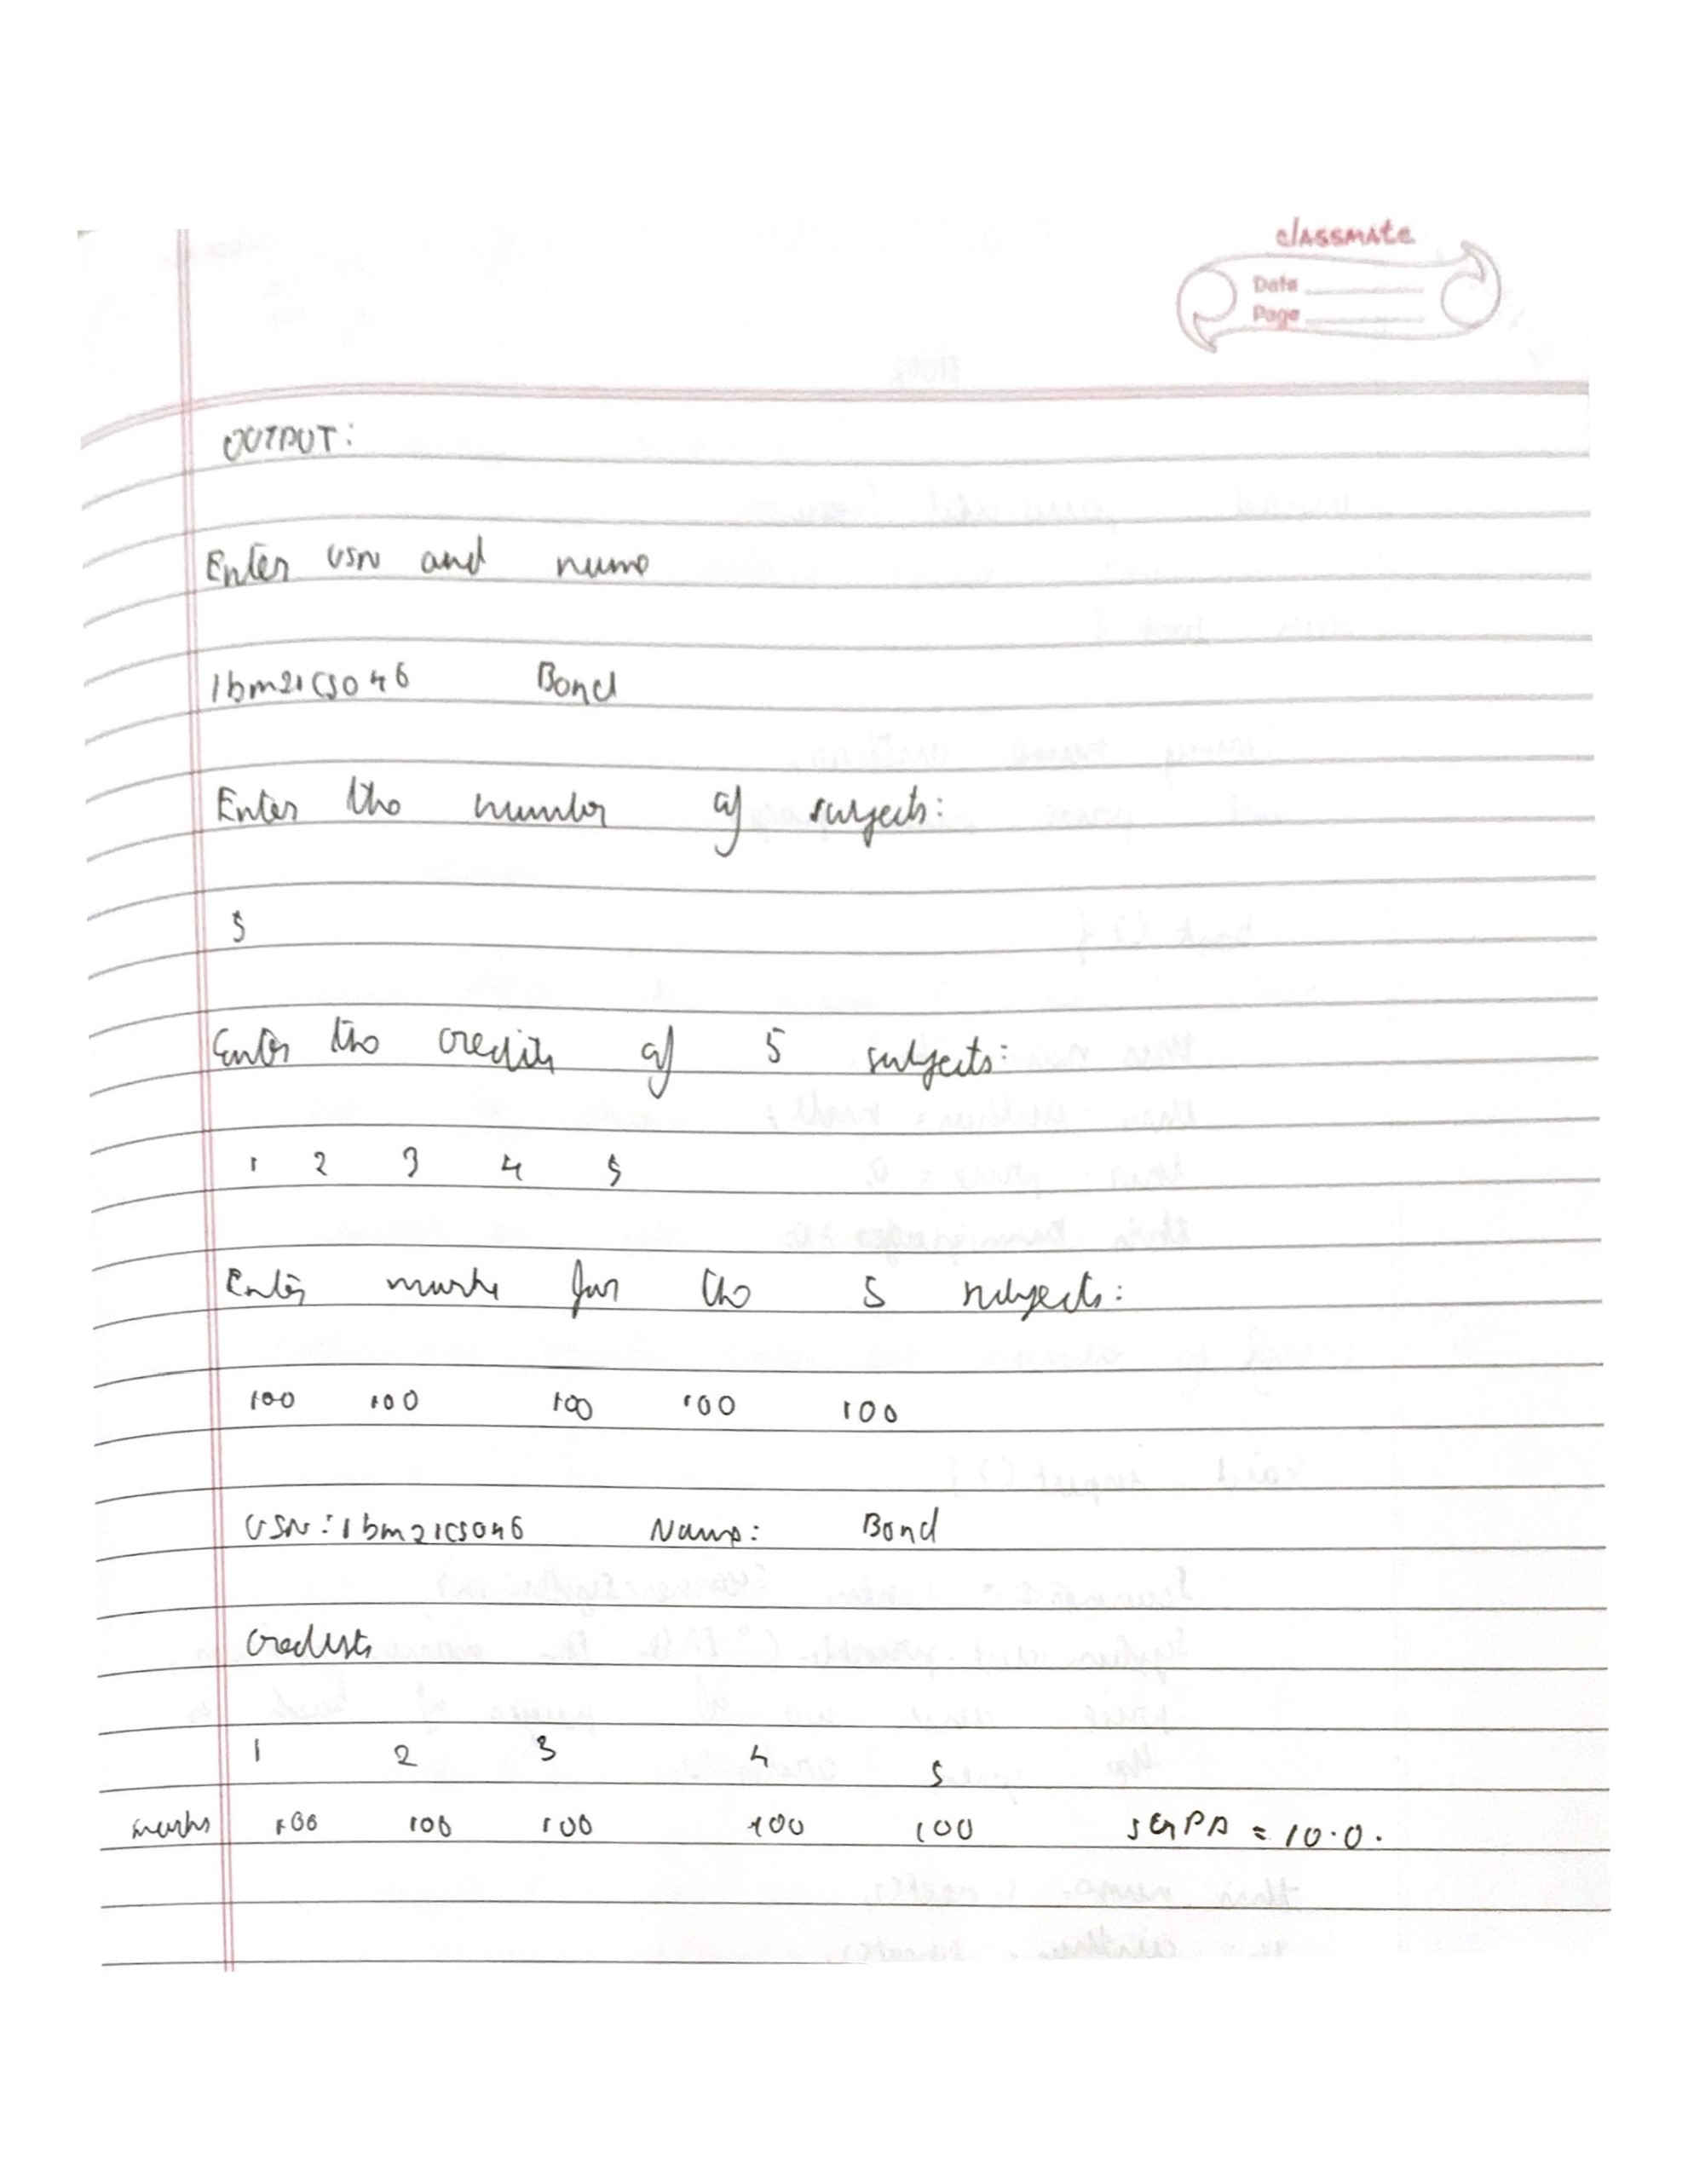 classmate
Date
Page
OUTPUT:
Enter USN and name
1bm21CS046 Bond
Enter the number of subjects:
5
Enter the credits of 5 subjects:
1 2 3 4 5
Enter marks for the 5 subjects:
100 100 100 100 100
USN: 1bm21CS046 Name: Bond
Credits
1 2 3 4 5
marks 100 100 100 100 100 SGPA = 10.0.